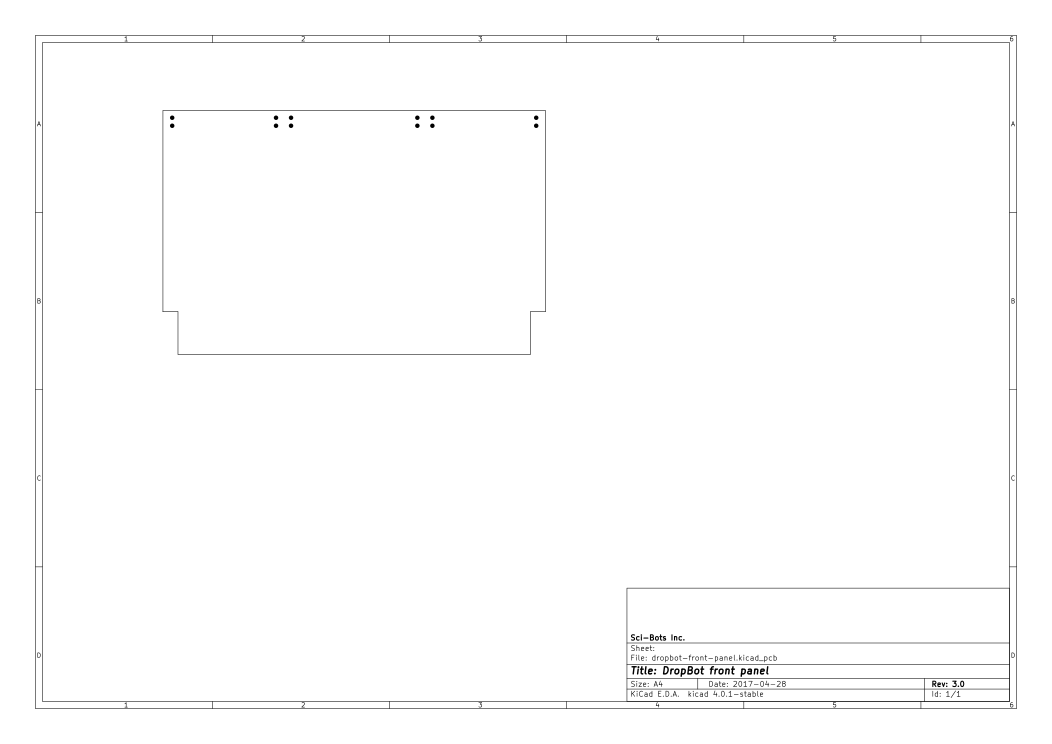 1 2 3 4 5 6
A A
B B
C C
D D
Sci-Bots Inc.
Sheet:
File: dropbot-front-panel.kicad_pcb
Title: DropBot front panel
Size: A4 Date: 2017-04-28 Rev: 3.0
KiCad E.D.A. kicad 4.0.1-stable Id: 1/1
1 2 3 4 5 6